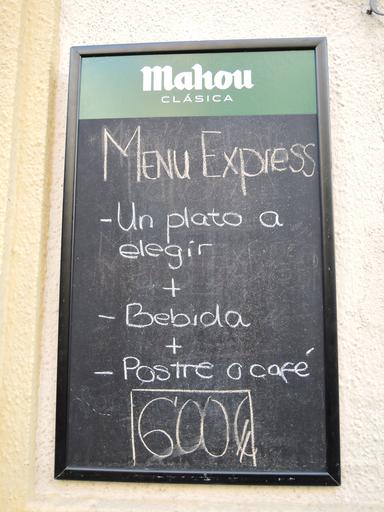 Mahou
CLÁSICA
MENU EXPRESS
- Un plato a
elegir
+
- Bebida
+
- Postre o café
6'00€